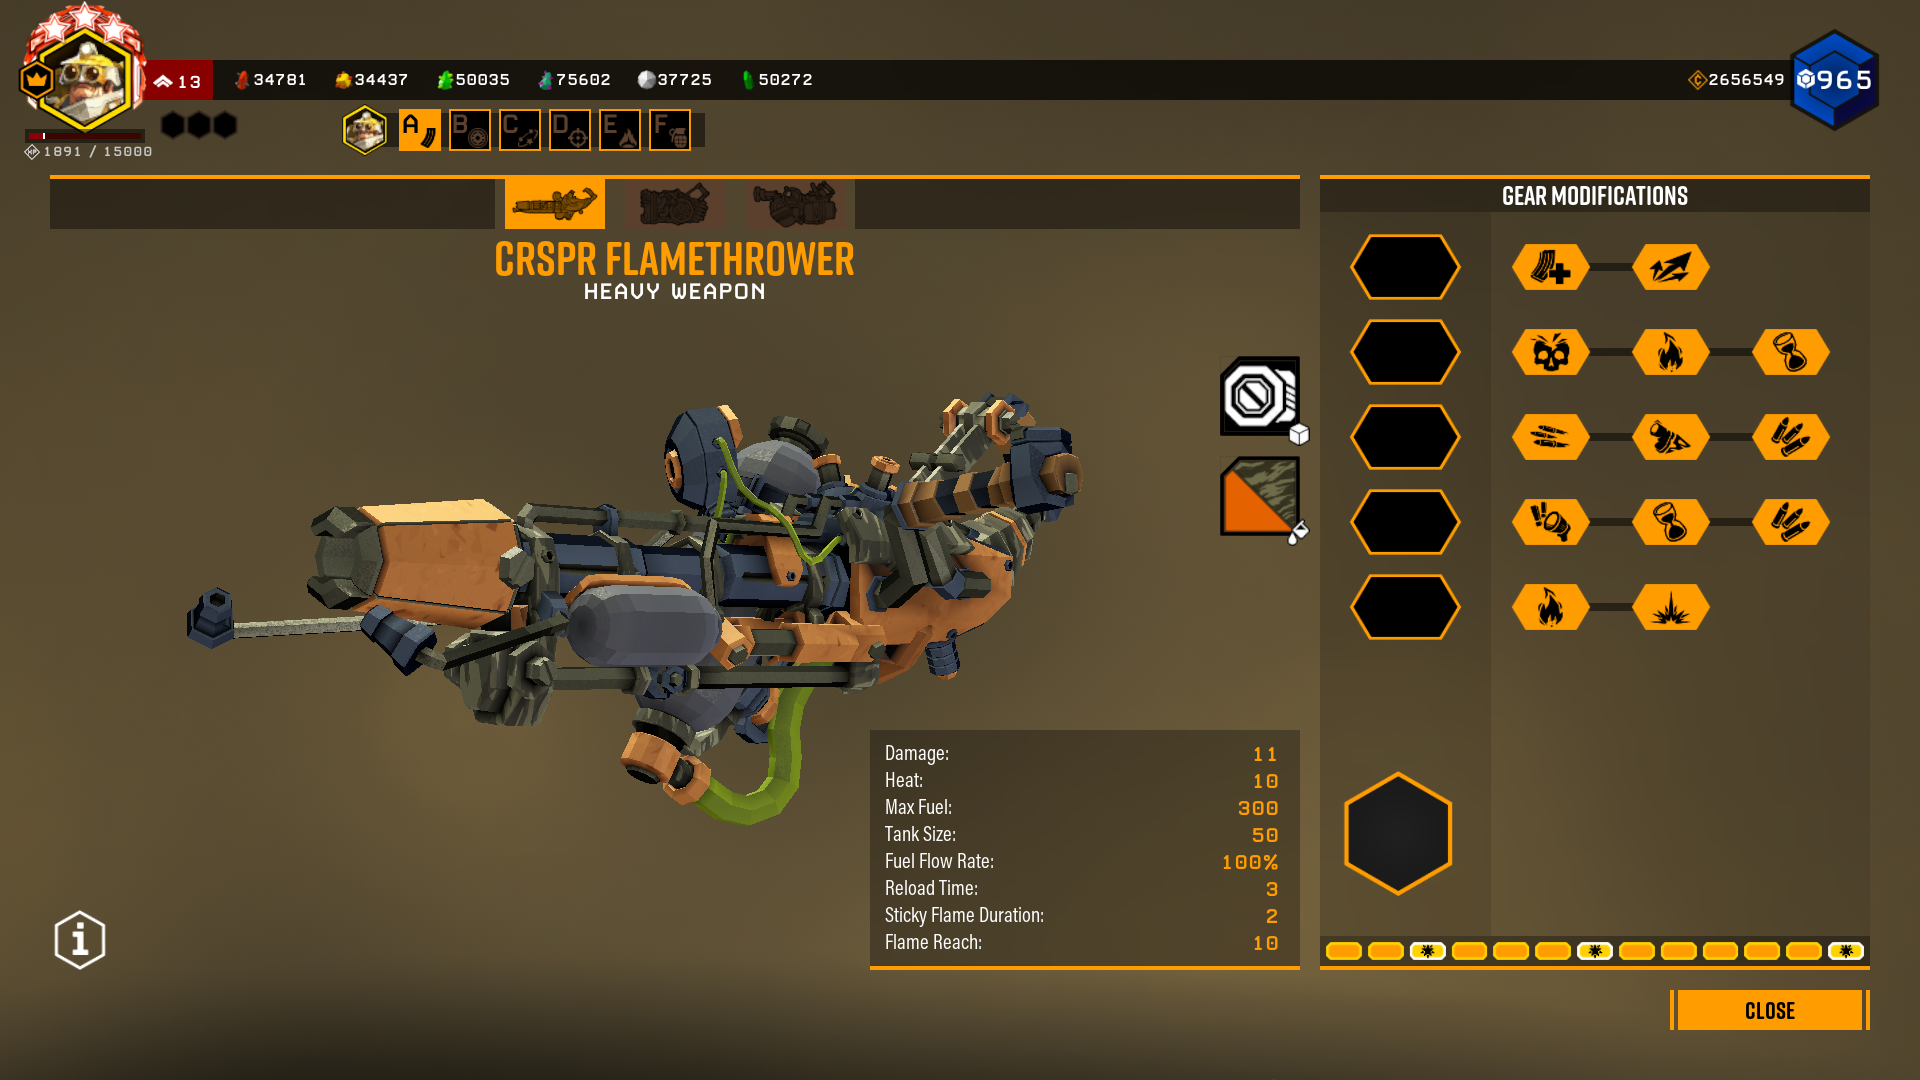 13 34781 34437 50035 75602 37725 50272 2656549 965
1891 / 15000
A B C D E F
GEAR MODIFICATIONS
CRSPR FLAMETHROWER
HEAVY WEAPON
Damage: 11
Heat: 10
Max Fuel: 300
Tank Size: 50
Fuel Flow Rate: 100%
Reload Time: 3
Sticky Flame Duration: 2
Flame Reach: 10
CLOSE